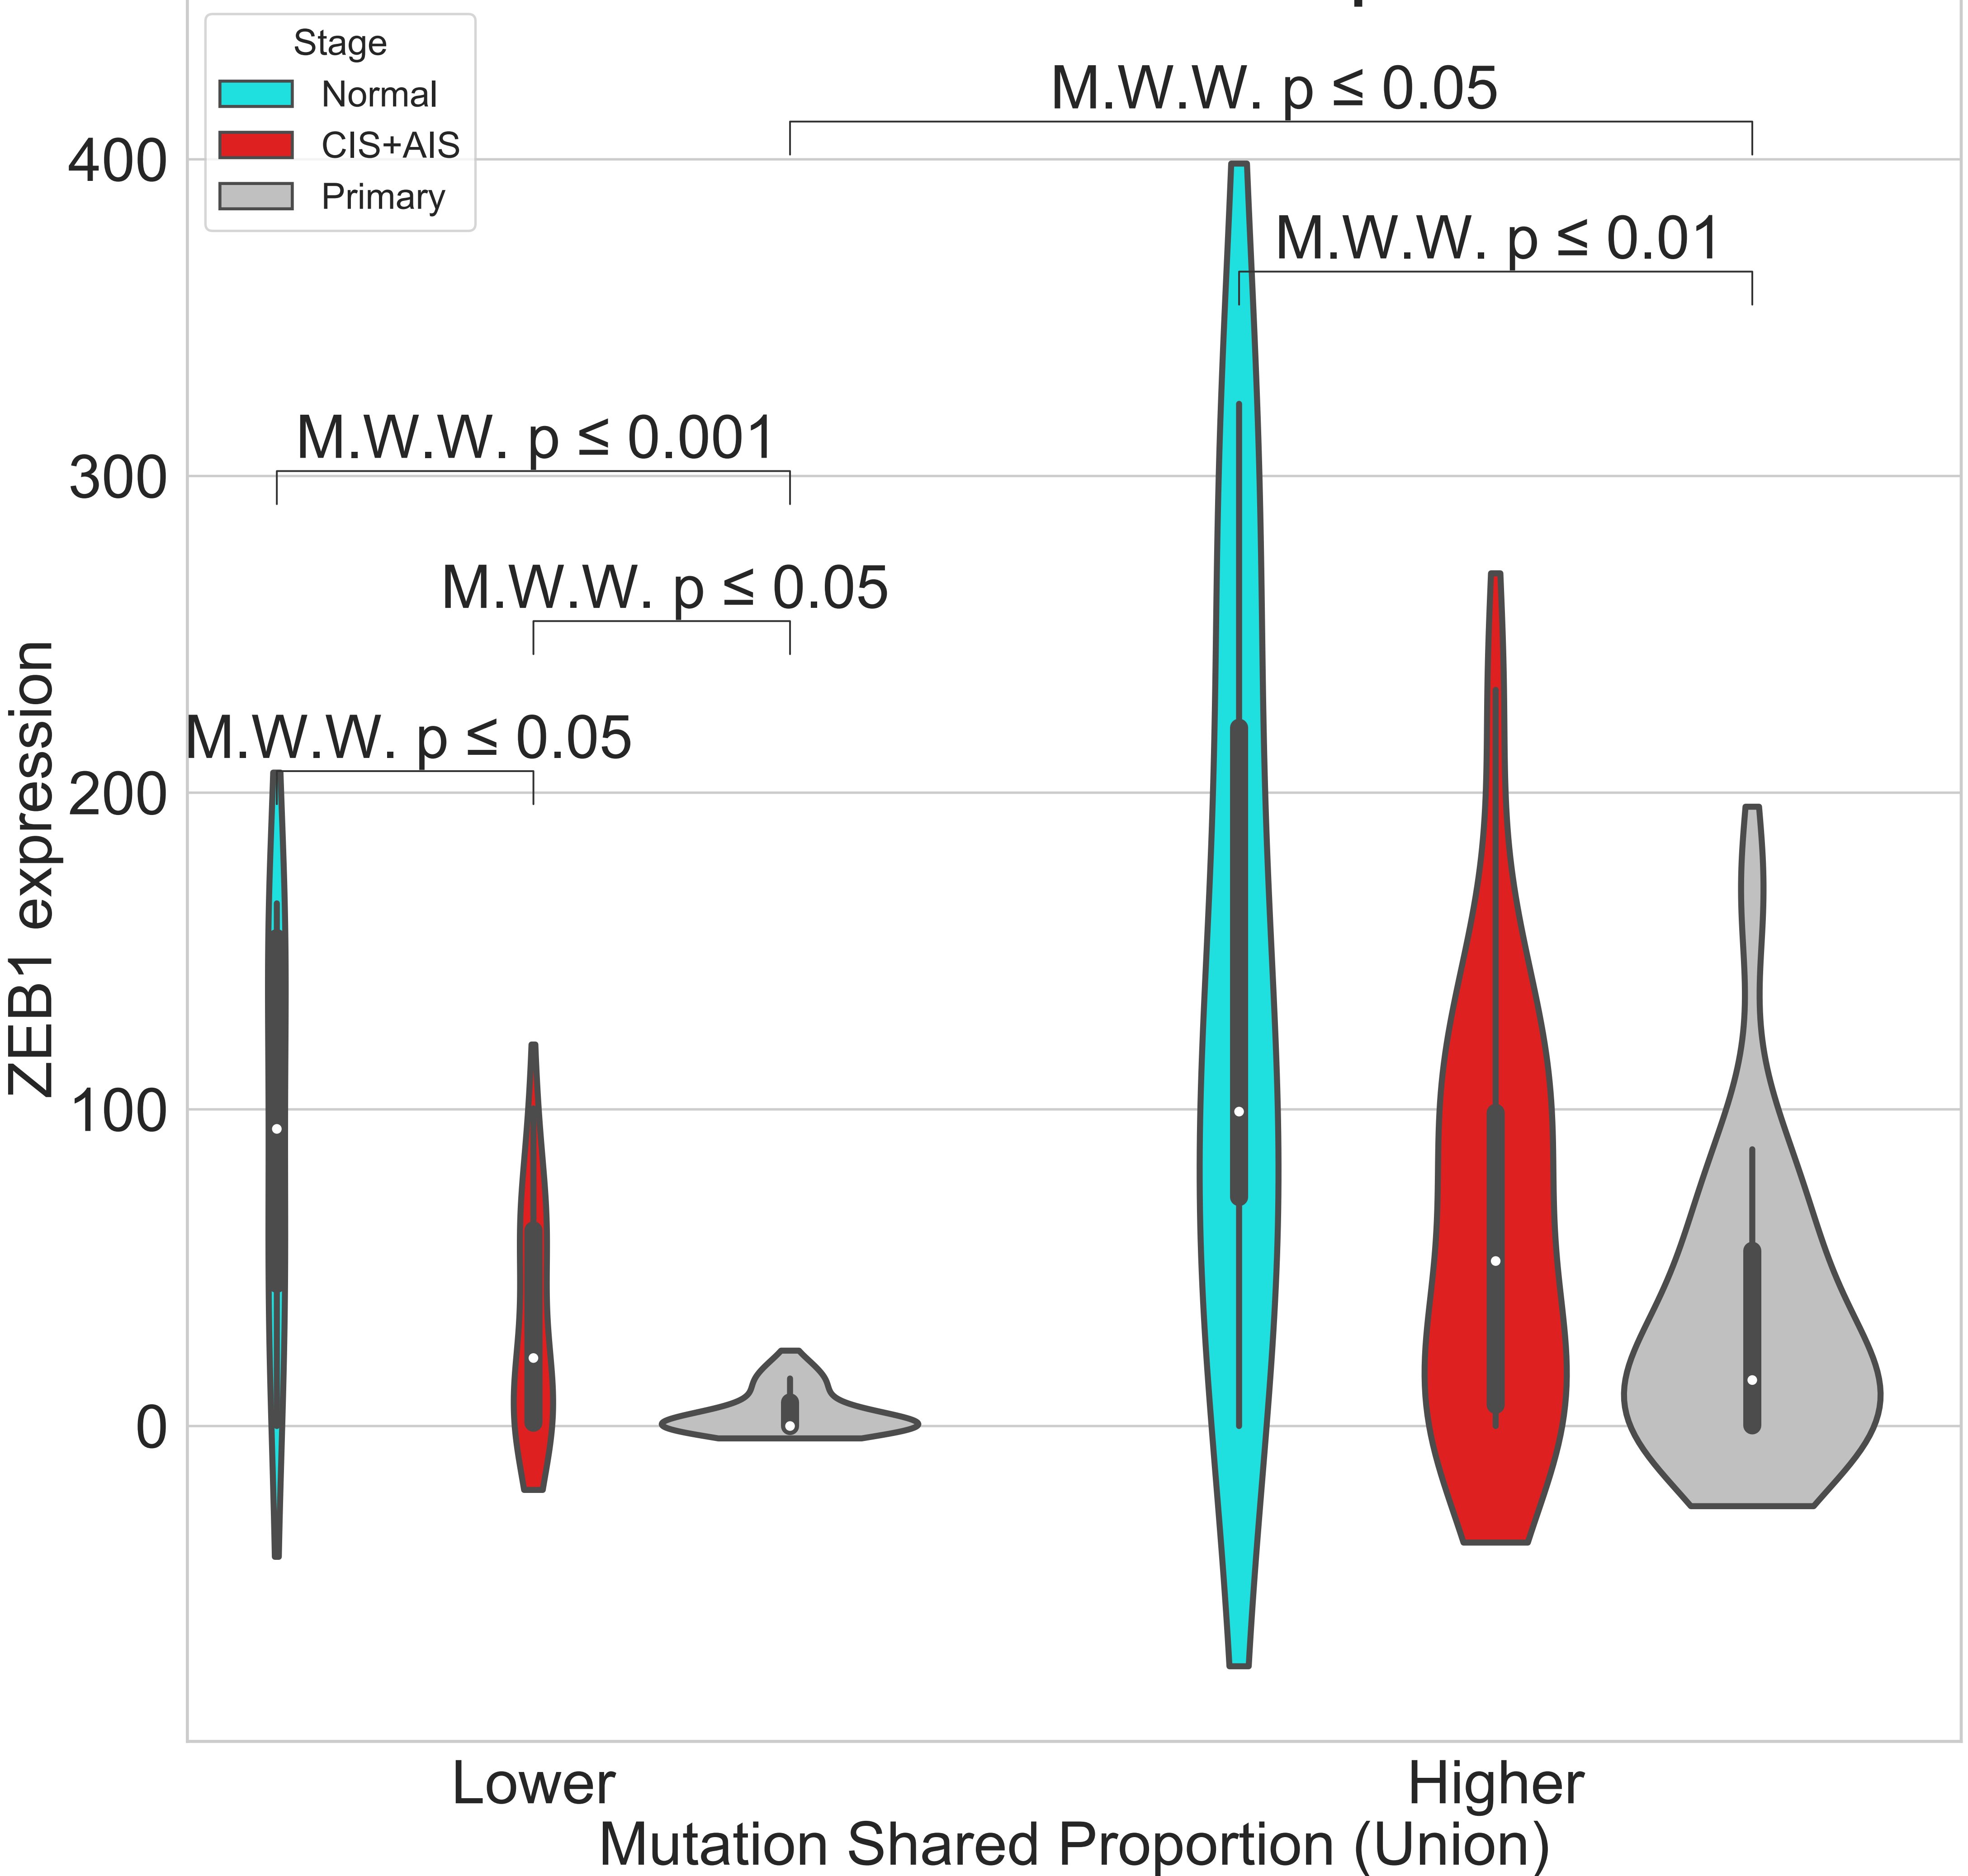 Stage
Normal
CIS+AIS
Primary
M.W.W. p ≤ 0.05
M.W.W. p ≤ 0.01
M.W.W. p ≤ 0.001
M.W.W. p ≤ 0.05
M.W.W. p ≤ 0.05
400
300
200
100
0
ZEB1 expression
Lower
Higher
Mutation Shared Proportion (Union)